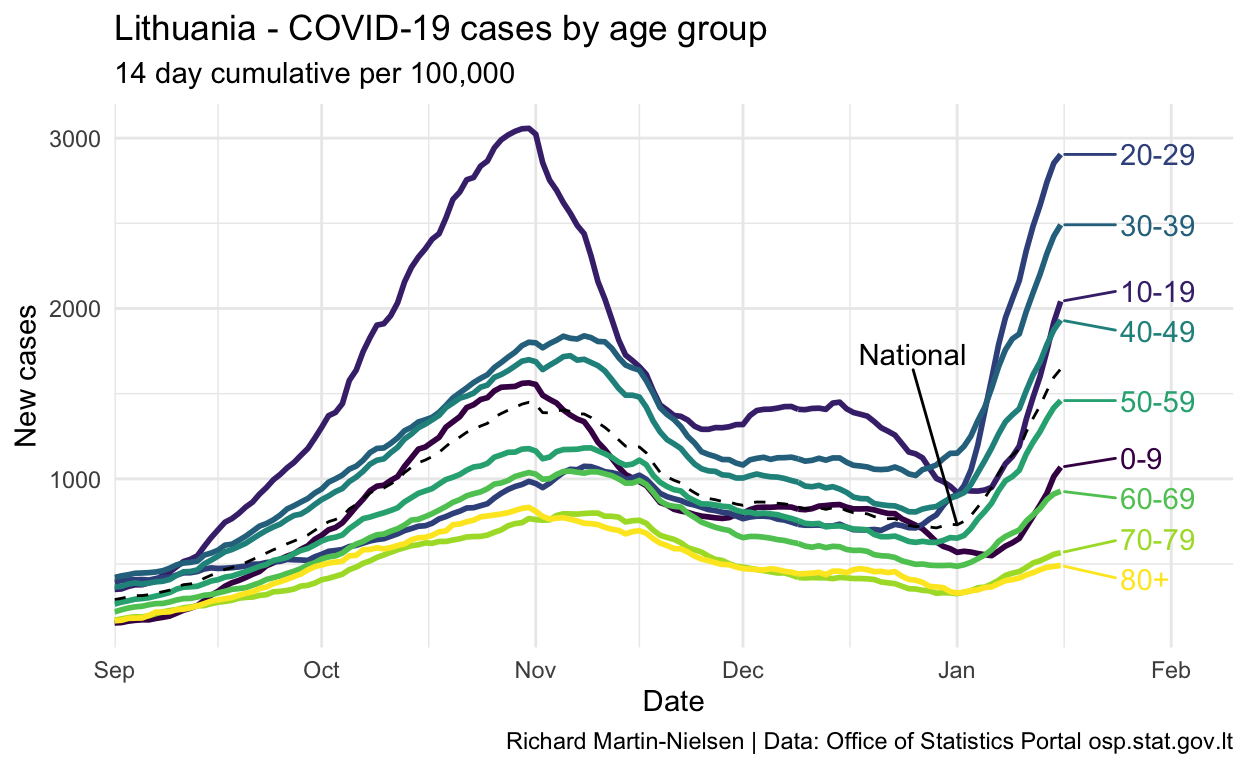 Lithuania - COVID-19 cases by age group
14 day cumulative per 100,000
New cases
3000
2000
1000
20-29
30-39
10-19
40-49
National
50-59
0-9
60-69
70-79
80+
Sep
Oct
Nov
Dec
Jan
Feb
Date
Richard Martin-Nielsen | Data: Office of Statistics Portal osp.stat.gov.lt